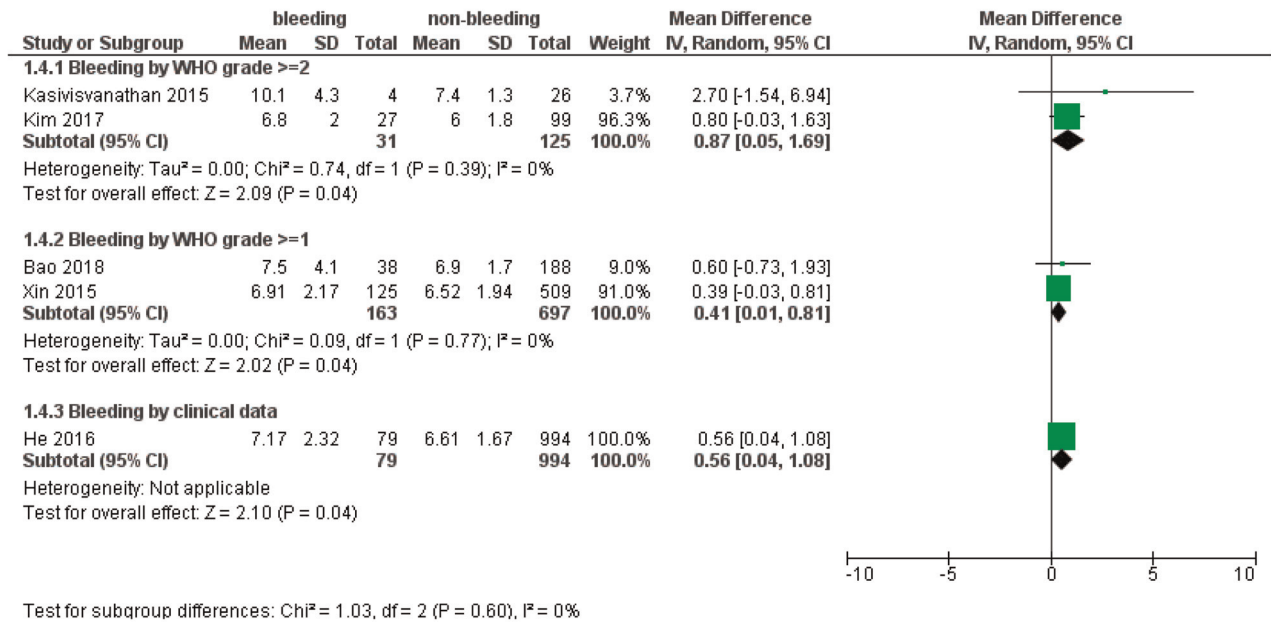 bleeding non-bleeding Mean Difference Mean Difference
Study or Subgroup Mean SD Total Mean SD Total Weight IV, Random, 95% CI IV, Random, 95% CI
1.4.1 Bleeding by WHO grade >=2
Kasivisvanathan 2015 10.1 4.3 4 7.4 1.3 26 3.7% 2.70 [-1.54, 6.94]
Kim 2017 6.8 2 27 6 1.8 99 96.3% 0.80 [-0.03, 1.63]
Subtotal (95% CI) 31 125 100.0% 0.87 [0.05, 1.69]
Heterogeneity: Tau² = 0.00; Chi² = 0.74, df = 1 (P = 0.39); I² = 0%
Test for overall effect: Z = 2.09 (P = 0.04)
1.4.2 Bleeding by WHO grade >=1
Bao 2018 7.5 4.1 38 6.9 1.7 188 9.0% 0.60 [-0.73, 1.93]
Xin 2015 6.91 2.17 125 6.52 1.94 509 91.0% 0.39 [-0.03, 0.81]
Subtotal (95% CI) 163 697 100.0% 0.41 [0.01, 0.81]
Heterogeneity: Tau² = 0.00; Chi² = 0.09, df = 1 (P = 0.77); I² = 0%
Test for overall effect: Z = 2.02 (P = 0.04)
1.4.3 Bleeding by clinical data
He 2016 7.17 2.32 79 6.61 1.67 994 100.0% 0.56 [0.04, 1.08]
Subtotal (95% CI) 79 994 100.0% 0.56 [0.04, 1.08]
Heterogeneity: Not applicable
Test for overall effect: Z = 2.10 (P = 0.04)
-10 -5 0 5 10
Test for subgroup differences: Chi² = 1.03, df = 2 (P = 0.60), I² = 0%